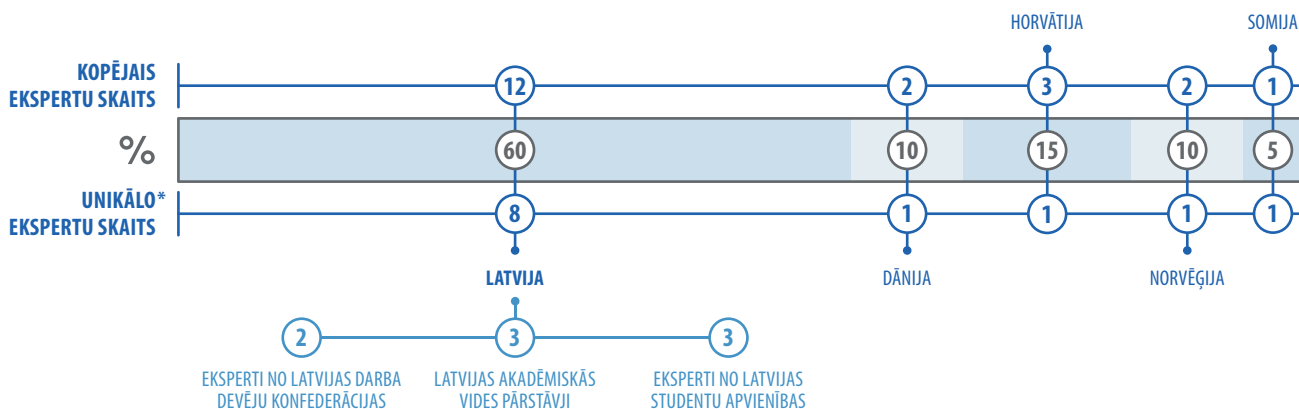 HORVĀTIJA SOMIJA
KOPĒJAIS
EKSPERTU SKAITS
12 2 3 2 1
% 60 10 15 10 5
UNIKĀLO*
EKSPERTU SKAITS
8 1 1 1 1
LATVIJA DĀNIJA NORVĒĢIJA
2 3 3
EKSPERTI NO LATVIJAS DARBA
DEVĒJU KONFEDERĀCIJAS
LATVIJAS AKADĒMISKĀS
VIDES PĀRSTĀVJI
EKSPERTI NO LATVIJAS
STUDENTU APVIENĪBAS